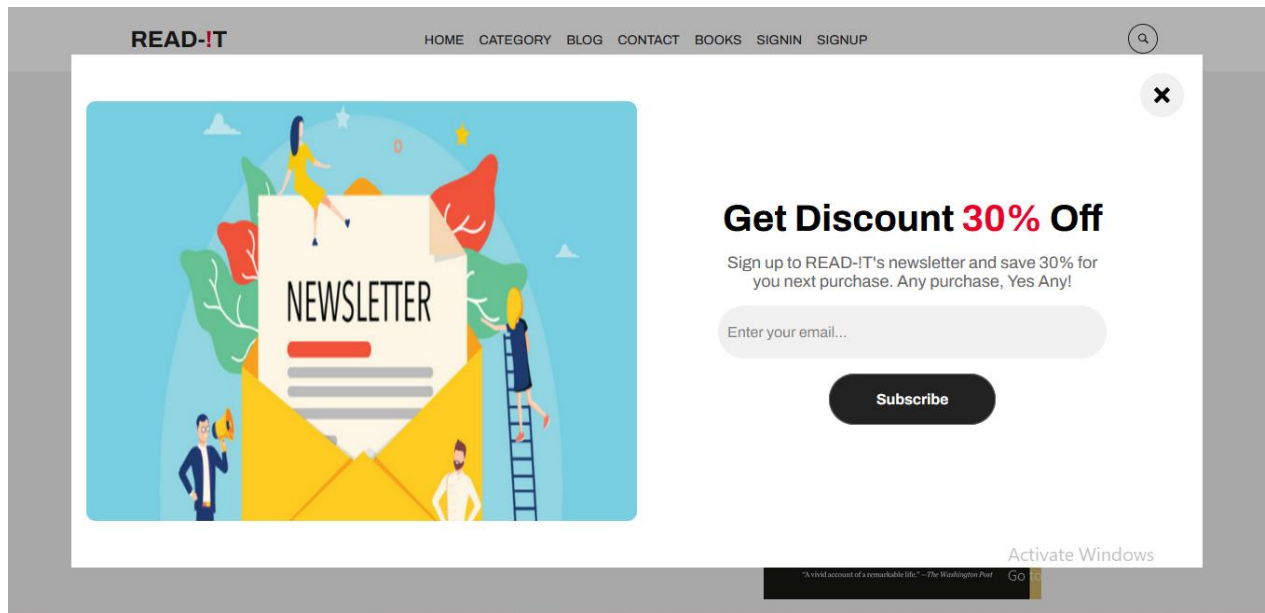 READ-!T
HOME CATEGORY BLOG CONTACT BOOKS SIGNIN SIGNUP
NEWSLETTER
Get Discount 30% Off
Sign up to READ-!T's newsletter and save 30% for
you next purchase. Any purchase, Yes Any!
Enter your email...
Subscribe
Activate Windows
"A vivid account of a remarkable life." —The Washington Post
Go to